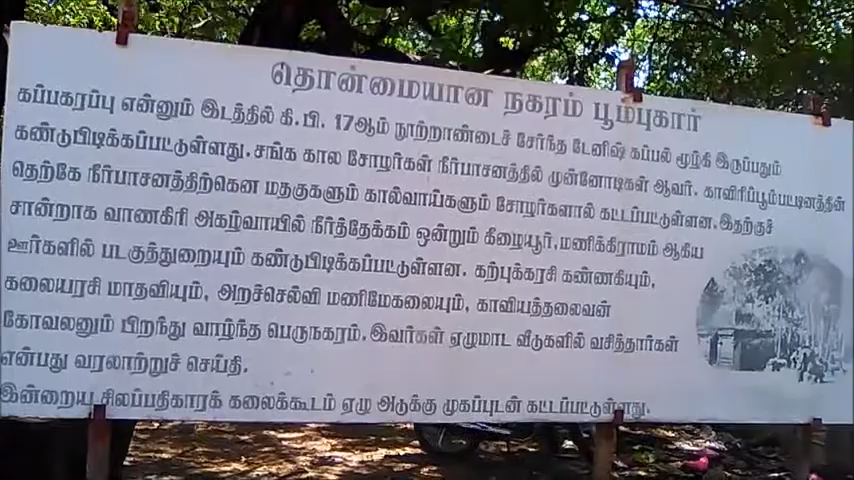 தொன்மையான நகரம் பூம்புகார்
கப்பகரப்பு என்னும் இடத்தில் கி.பி. 17ஆம் நூற்றாண்டைச் சேர்ந்த டேனிஷ் கப்பல் மூழ்கி இருப்பது
கண்டுபிடிக்கப்பட்டுள்ளது. சங்க கால சோழர்கள் நீர்பாசனத்தில் முன்னோடிகள் ஆவர். காவிரிப்பூம்பட்டினத்தின்
தெற்கே நீர்பாசனத்திற்கென மதகுகளும் கால்வாய்க்களும் சோழர்களால் கட்டப்பட்டுள்ளன. இதற்கு
சான்றாக வாணகிரி அகழ்வாயில் நீர்த்தேக்கம் ஒன்றும் கீழையூர், மணிக்கிராமம் ஆகிய
ஊர்களில் படகுத்துறையும் கண்டுபிடிக்கப்பட்டுள்ளன. கற்புக்கரசி கண்ணகியும்,
கலையரசி மாதவியும், அறச்செல்வி மணிமேகலையும், காவியத்தலைவன்
கோவலனும் பிறந்து வாழ்ந்த பெருநகரம், இவர்கள் ஏழுமாட வீடுகளில் வசித்தார்கள்
என்பது வரலாற்றுச் செய்தி.
இன்றைய சிலப்பதிகார கலைக்கூடம் ஏழு அடுக்கு முகப்புடன் கட்டப்பட்டுள்ளது